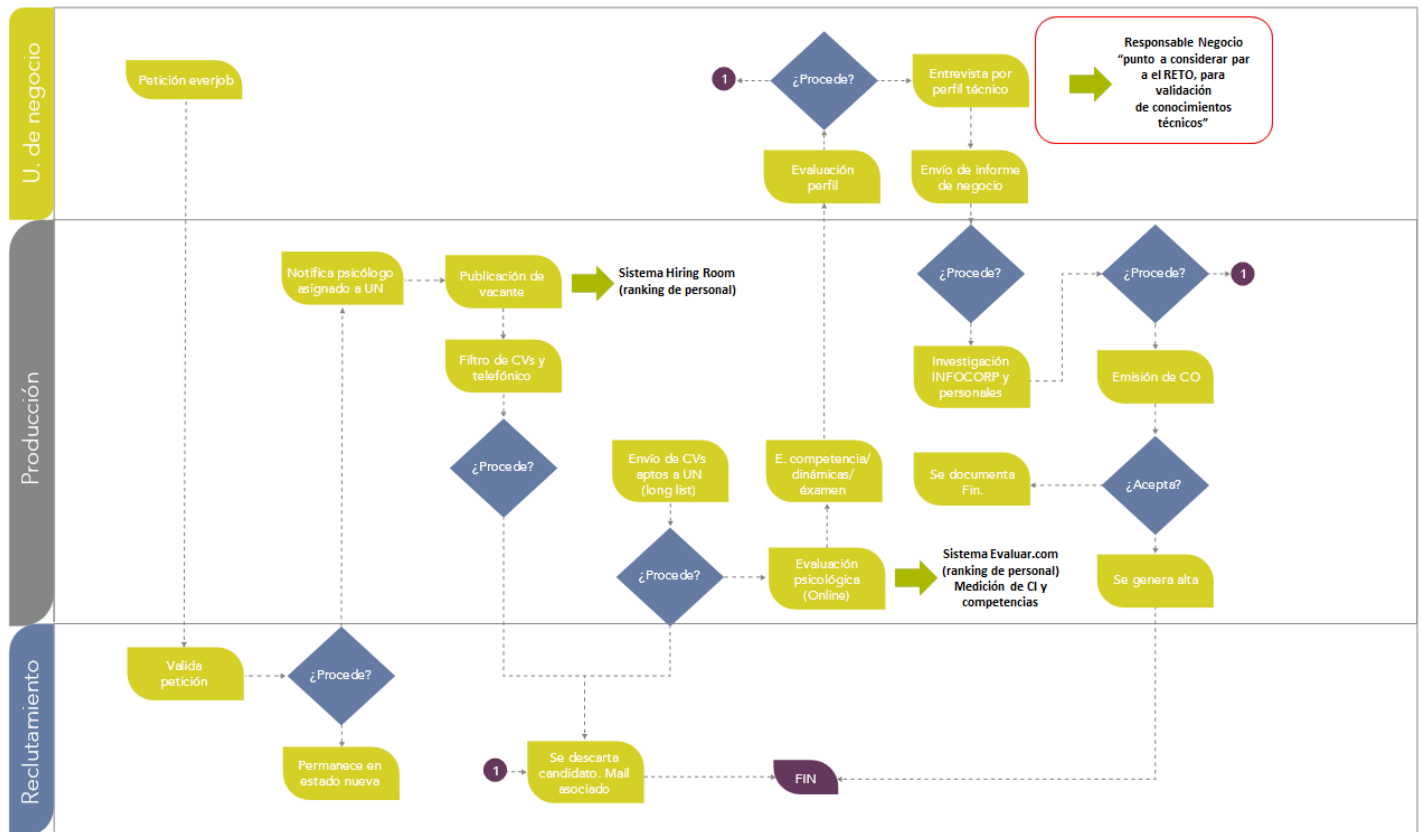 U. de negocio
Petición everjob
1
¿Procede?
Entrevista por
perfil técnico
Responsable Negocio
“punto a considerar par
a el RETO, para
validación
de conocimientos
técnicos”
Evaluación
perfil
Envío de informe
de negocio
Producción
Notifica psicólogo
asignado a UN
Publicación de
vacante
Sistema Hiring Room
(ranking de personal)
¿Procede?
¿Procede?
1
Filtro de CVs y
telefónico
Investigación
INFOCORP y
personales
Emisión de CO
¿Procede?
Envío de CVs
aptos a UN
(long list)
E. competencia/
dinámicas/
éxamen
Se documenta
Fin.
¿Acepta?
¿Procede?
Evaluación
psicológica
(Online)
Sistema Evaluar.com
(ranking de personal)
Medición de CI y
competencias
Se genera alta
Reclutamiento
Valida
petición
¿Procede?
Permanece en
estado nueva
1
Se descarta
candidato. Mail
asociado
FIN